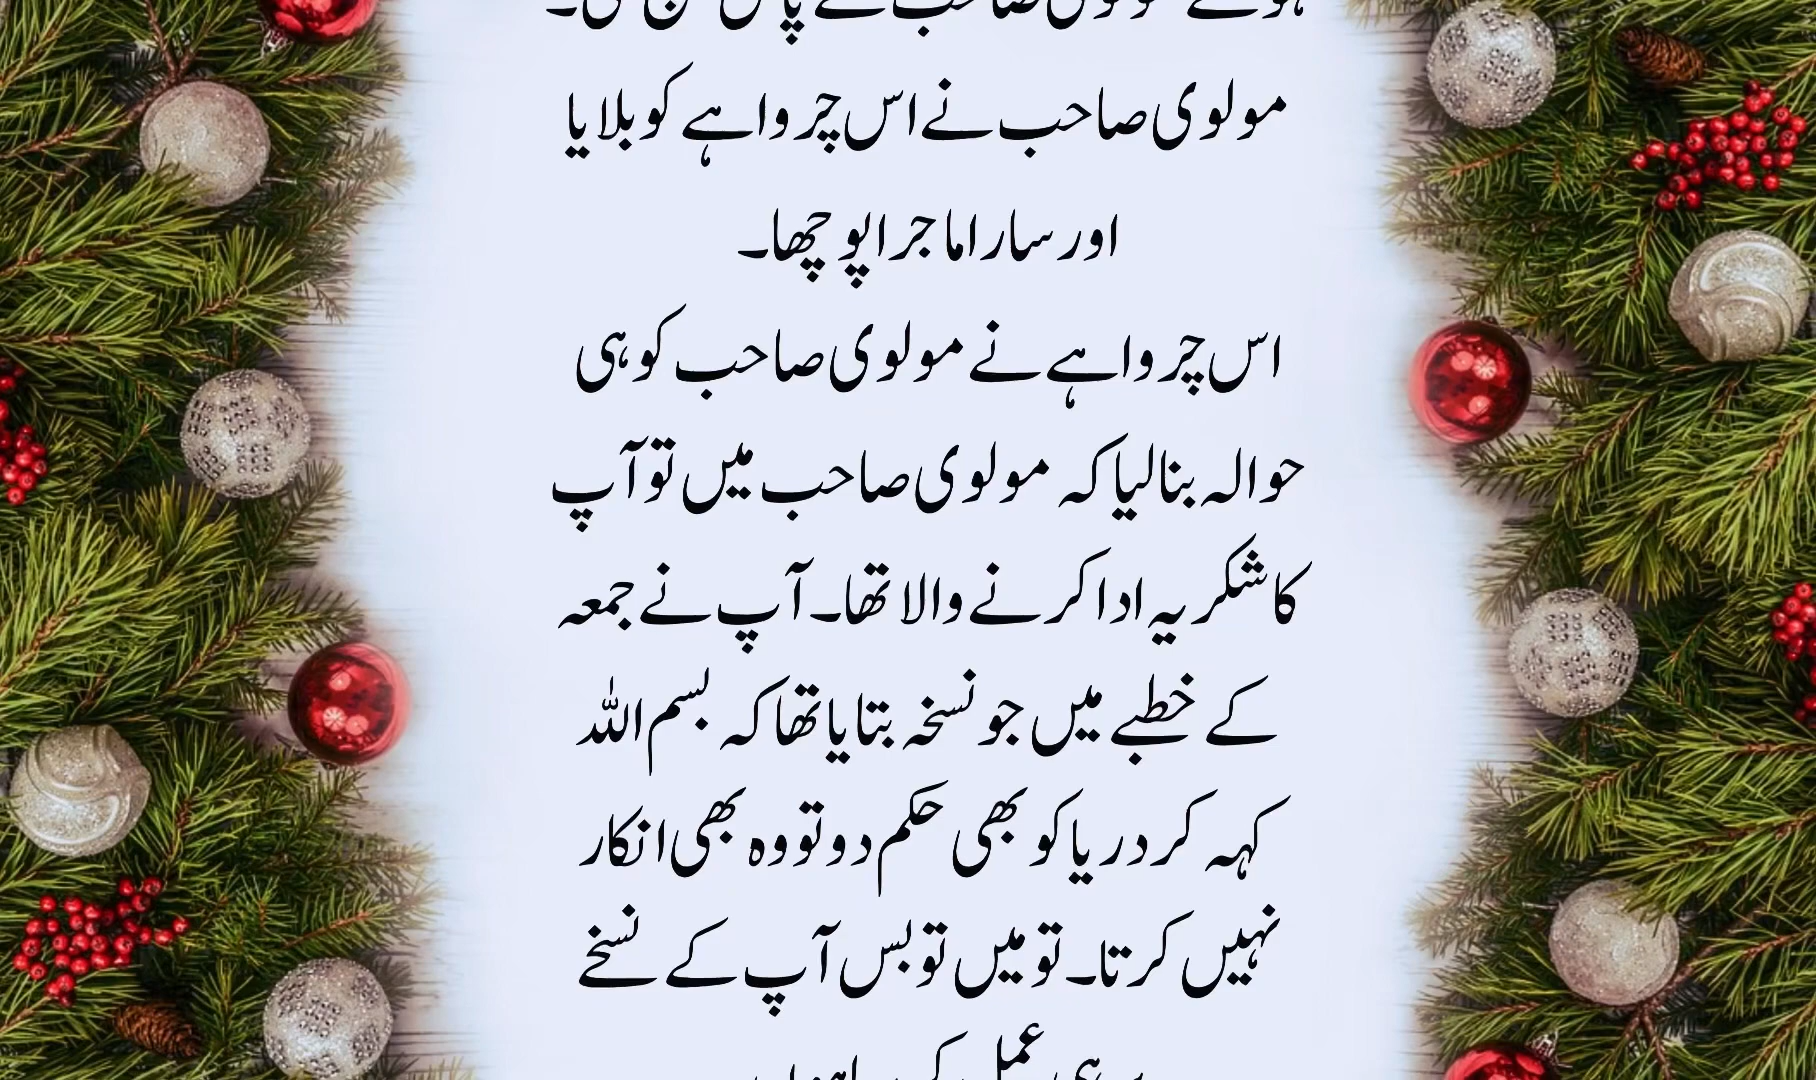 مولوی صاحب نے اس چرواہے کو بلایا
اور سارا ماجرا پوچھا۔
اس چرواہے نے مولوی صاحب کو ہی
حوالہ بنا لیا کہ مولوی صاحب میں تو آپ
کا شکریہ ادا کرنے والا تھا۔ آپ نے جمعہ
کے خطبے میں جو نسخہ بتایا تھا کہ بسم اللہ
کہہ کر دریا کو بھی حکم دو تو وہ بھی انکار
نہیں کرتا۔ تو میں تو بس آپ کے نسخے